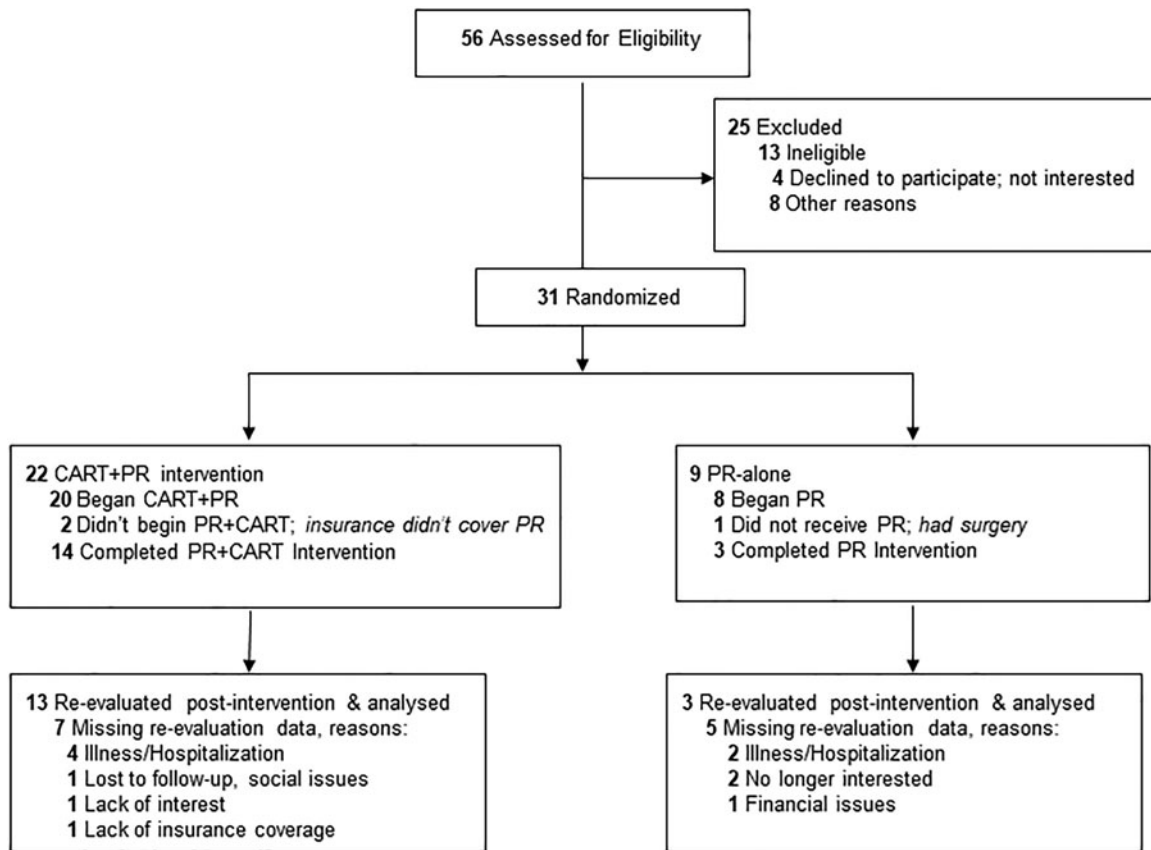 56 Assessed for Eligibility
25 Excluded
13 Ineligible
4 Declined to participate; not interested
8 Other reasons
31 Randomized
22 CART+PR intervention
20 Began CART+PR
2 Didn't begin PR+CART; insurance didn't cover PR
14 Completed PR+CART Intervention
9 PR-alone
8 Began PR
1 Did not receive PR; had surgery
3 Completed PR Intervention
13 Re-evaluated post-intervention & analysed
7 Missing re-evaluation data, reasons:
4 Illness/Hospitalization
1 Lost to follow-up, social issues
1 Lack of interest
1 Lack of insurance coverage
3 Re-evaluated post-intervention & analysed
5 Missing re-evaluation data, reasons:
2 Illness/Hospitalization
2 No longer interested
1 Financial issues